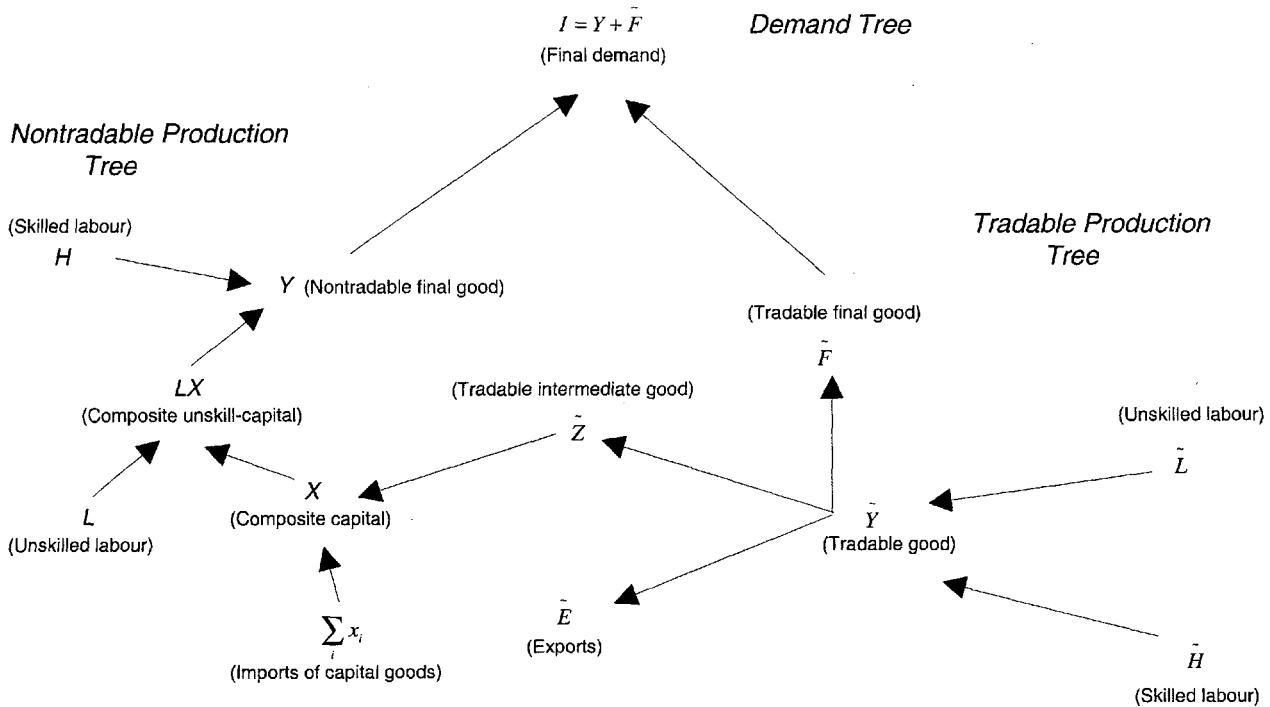 I = Y + F̃
(Final demand)
Demand Tree
Nontradable Production
Tree
(Skilled labour)
H
Tradable Production
Tree
Y (Nontradable final good)
(Tradable final good)
F̃
LX
(Composite unskill-capital)
(Tradable intermediate good)
Z̃
(Unskilled labour)
L̃
X
(Composite capital)
L
(Unskilled labour)
Ỹ
(Tradable good)
∑ᵢ xᵢ
(Imports of capital goods)
Ẽ
(Exports)
H̃
(Skilled labour)